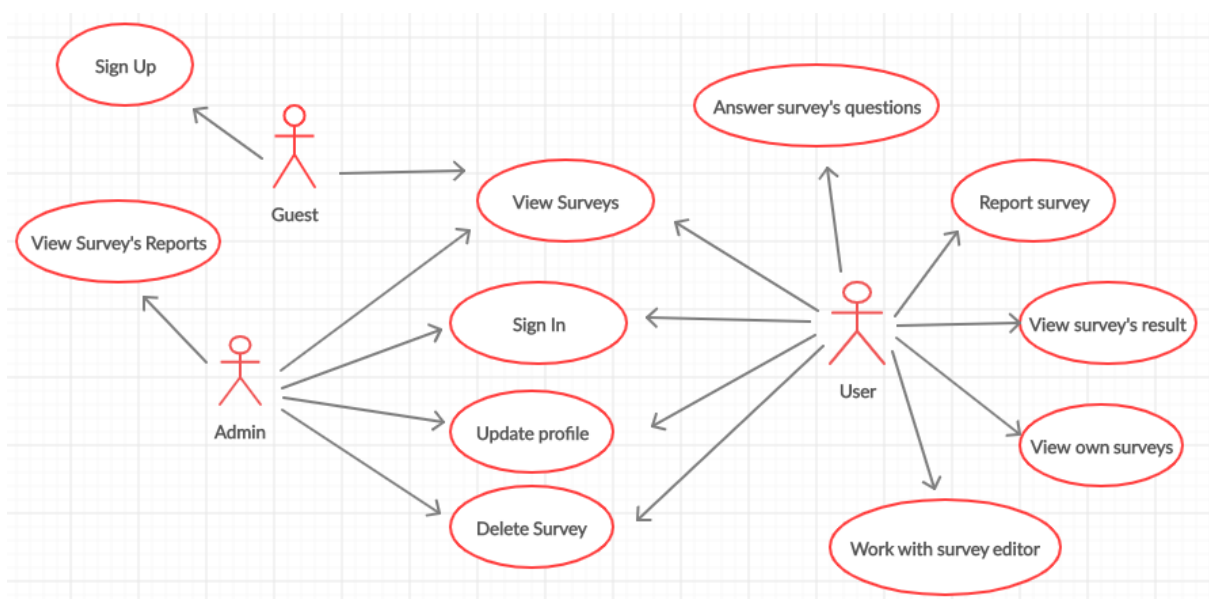 Sign Up
Answer survey's questions
Guest
View Surveys
Report survey
View Survey's Reports
Sign In
View survey's result
User
Admin
Update profile
View own surveys
Delete Survey
Work with survey editor